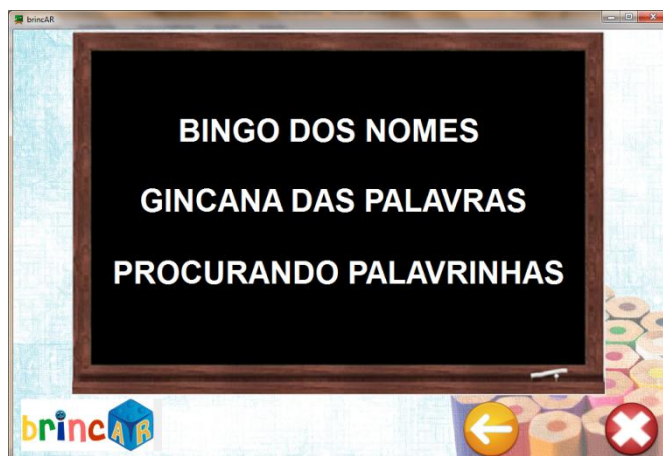 brincAR
BINGO DOS NOMES
GINCANA DAS PALAVRAS
PROCURANDO PALAVRINHAS
brincAR